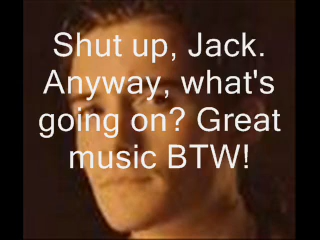 Shut up, Jack.
Anyway, what's
going on? Great
music BTW!